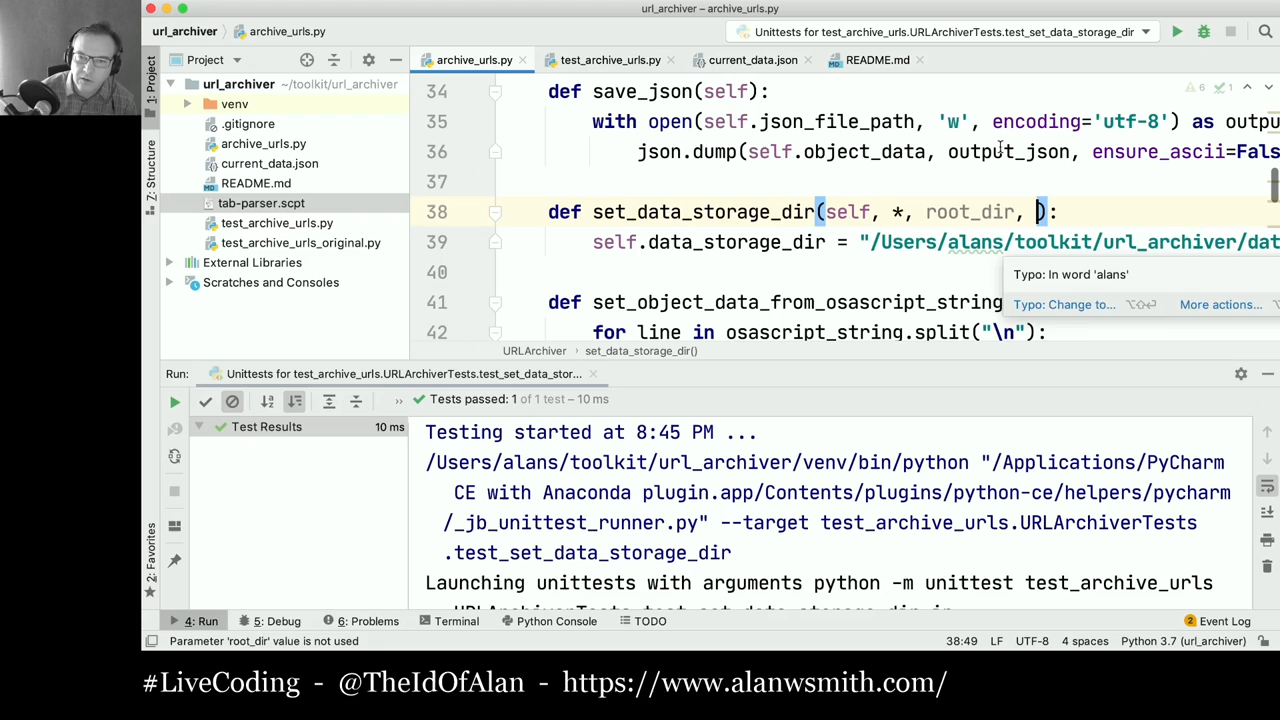 url_archiver – archive_urls.py
url_archiver
archive_urls.py
Unittests for test_archive_urls.URLArchiverTests.test_set_data_storage_dir
Project
archive_urls.py
test_archive_urls.py
current_data.json
README.md
1: Project
url_archiver ~/toolkit/url_archiver
venv
.gitignore
archive_urls.py
current_data.json
README.md
tab-parser.scpt
test_archive_urls.py
test_archive_urls_original.py
External Libraries
Scratches and Consoles
Z: Structure
2: Favorites
6 1
34 def save_json(self):
35 with open(self.json_file_path, 'w', encoding='utf-8') as outpu
36 json.dump(self.object_data, output_json, ensure_ascii=Fals
37
38 def set_data_storage_dir(self, *, root_dir, ):
39 self.data_storage_dir = "/Users/alans/toolkit/url_archiver/dat
40
41 def set_object_data_from_osascript_string
42 for line in osascript_string.split("\n"):
Typo: In word 'alans'
Typo: Change to... More actions...
URLArchiver set_data_storage_dir()
Run: Unittests for test_archive_urls.URLArchiverTests.test_set_data_stor...
Tests passed: 1 of 1 test – 10 ms
Test Results 10 ms
Testing started at 8:45 PM ...
/Users/alans/toolkit/url_archiver/venv/bin/python "/Applications/PyCharm
CE with Anaconda plugin.app/Contents/plugins/python-ce/helpers/pycharm
/_jb_unittest_runner.py" --target test_archive_urls.URLArchiverTests
.test_set_data_storage_dir
Launching unittests with arguments python -m unittest test_archive_urls
4: Run 5: Debug 6: Problems Terminal Python Console TODO 2 Event Log
Parameter 'root_dir' value is not used 38:49 LF UTF-8 4 spaces Python 3.7 (url_archiver)
#LiveCoding - @TheIdOfAlan - https://www.alanwsmith.com/